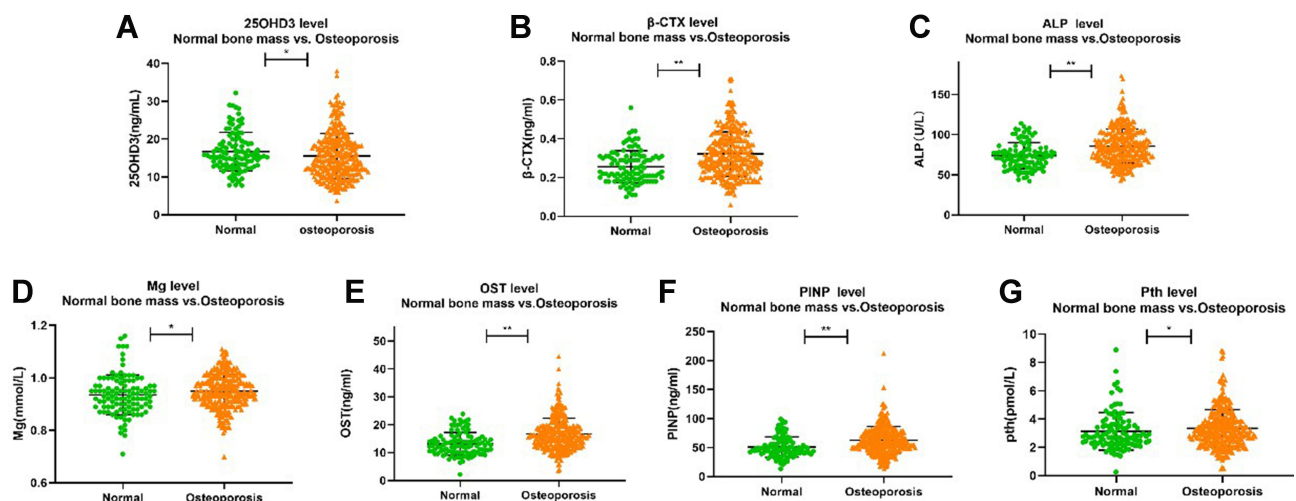 A
25OHD3 level
Normal bone mass vs. Osteoporosis
*
25OHD3(ng/mL)
40
30
20
10
0
Normal
osteoporosis
B
β-CTX level
Normal bone mass vs.Osteoporosis
**
β-CTX(ng/ml)
0.8
0.6
0.4
0.2
0.0
Normal
Osteoporosis
C
ALP level
Normal bone mass vs.Osteoporosis
**
ALP(U/L)
150
100
50
0
Normal
Osteoporosis
D
Mg level
Normal bone mass vs.Osteoporosis
*
Mg(mmol/L)
1.2
1.0
0.8
0.6
Normal
Osteoporosis
E
OST level
Normal bone mass vs.Osteoporosis
**
OST(ng/ml)
50
40
30
20
10
0
Normal
Osteoporosis
F
PINP level
Normal bone mass vs.Osteoporosis
**
PINP(ng/ml)
250
200
150
100
50
0
Normal
Osteoporosis
G
Pth level
Normal bone mass vs.Osteoporosis
*
pth(pmol/L)
10
8
6
4
2
0
Normal
Osteoporosis